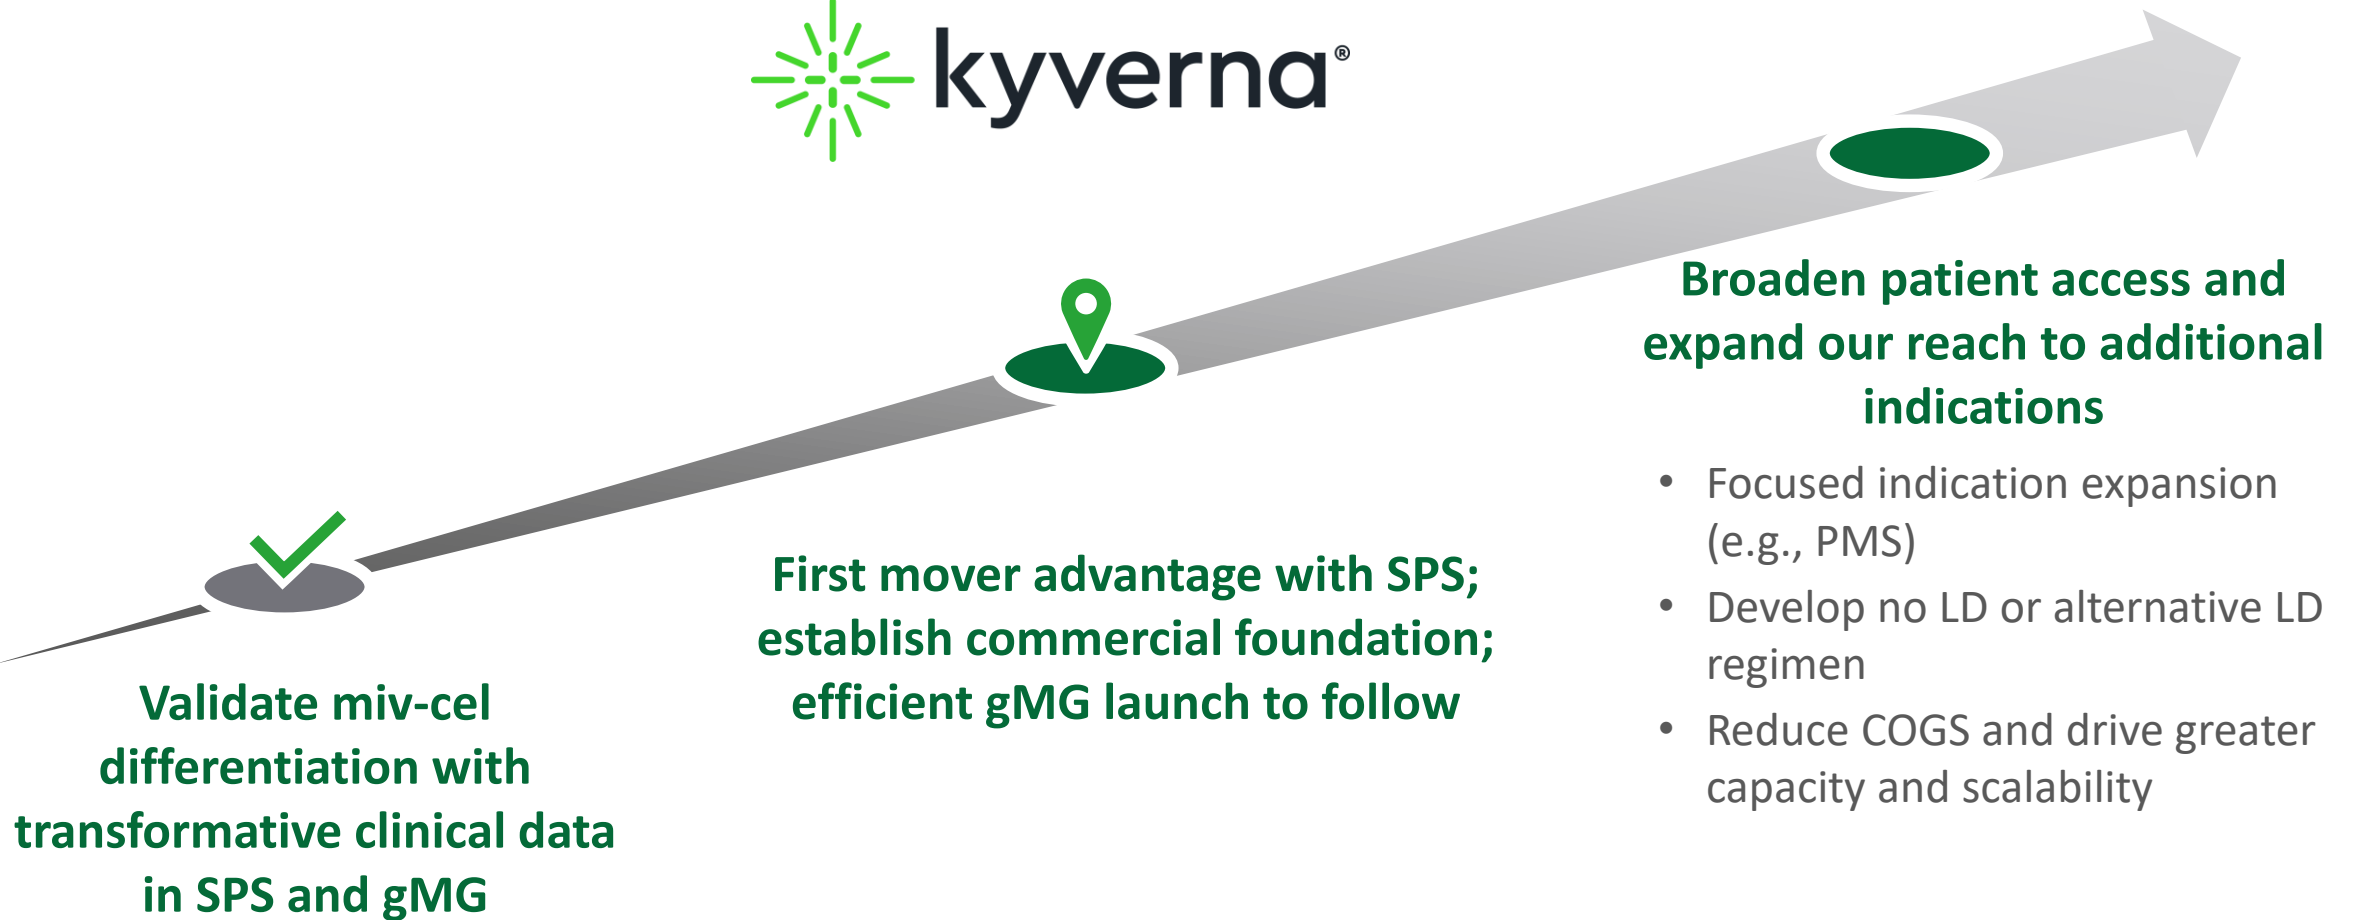 kyverna®
Validate miv-cel
differentiation with
transformative clinical data
in SPS and gMG
First mover advantage with SPS;
establish commercial foundation;
efficient gMG launch to follow
Broaden patient access and
expand our reach to additional
indications
• Focused indication expansion
(e.g., PMS)
• Develop no LD or alternative LD
regimen
• Reduce COGS and drive greater
capacity and scalability